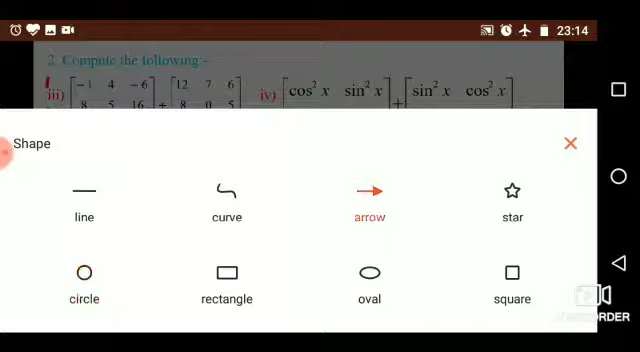 23:14
2. Compute the following:-
iii) [-1 4 -6] + [12 7 6] iv) [cos² x sin² x] + [sin² x cos² x]
8 5 16 8 0 5
Shape
line curve arrow star
circle rectangle oval square
RDER